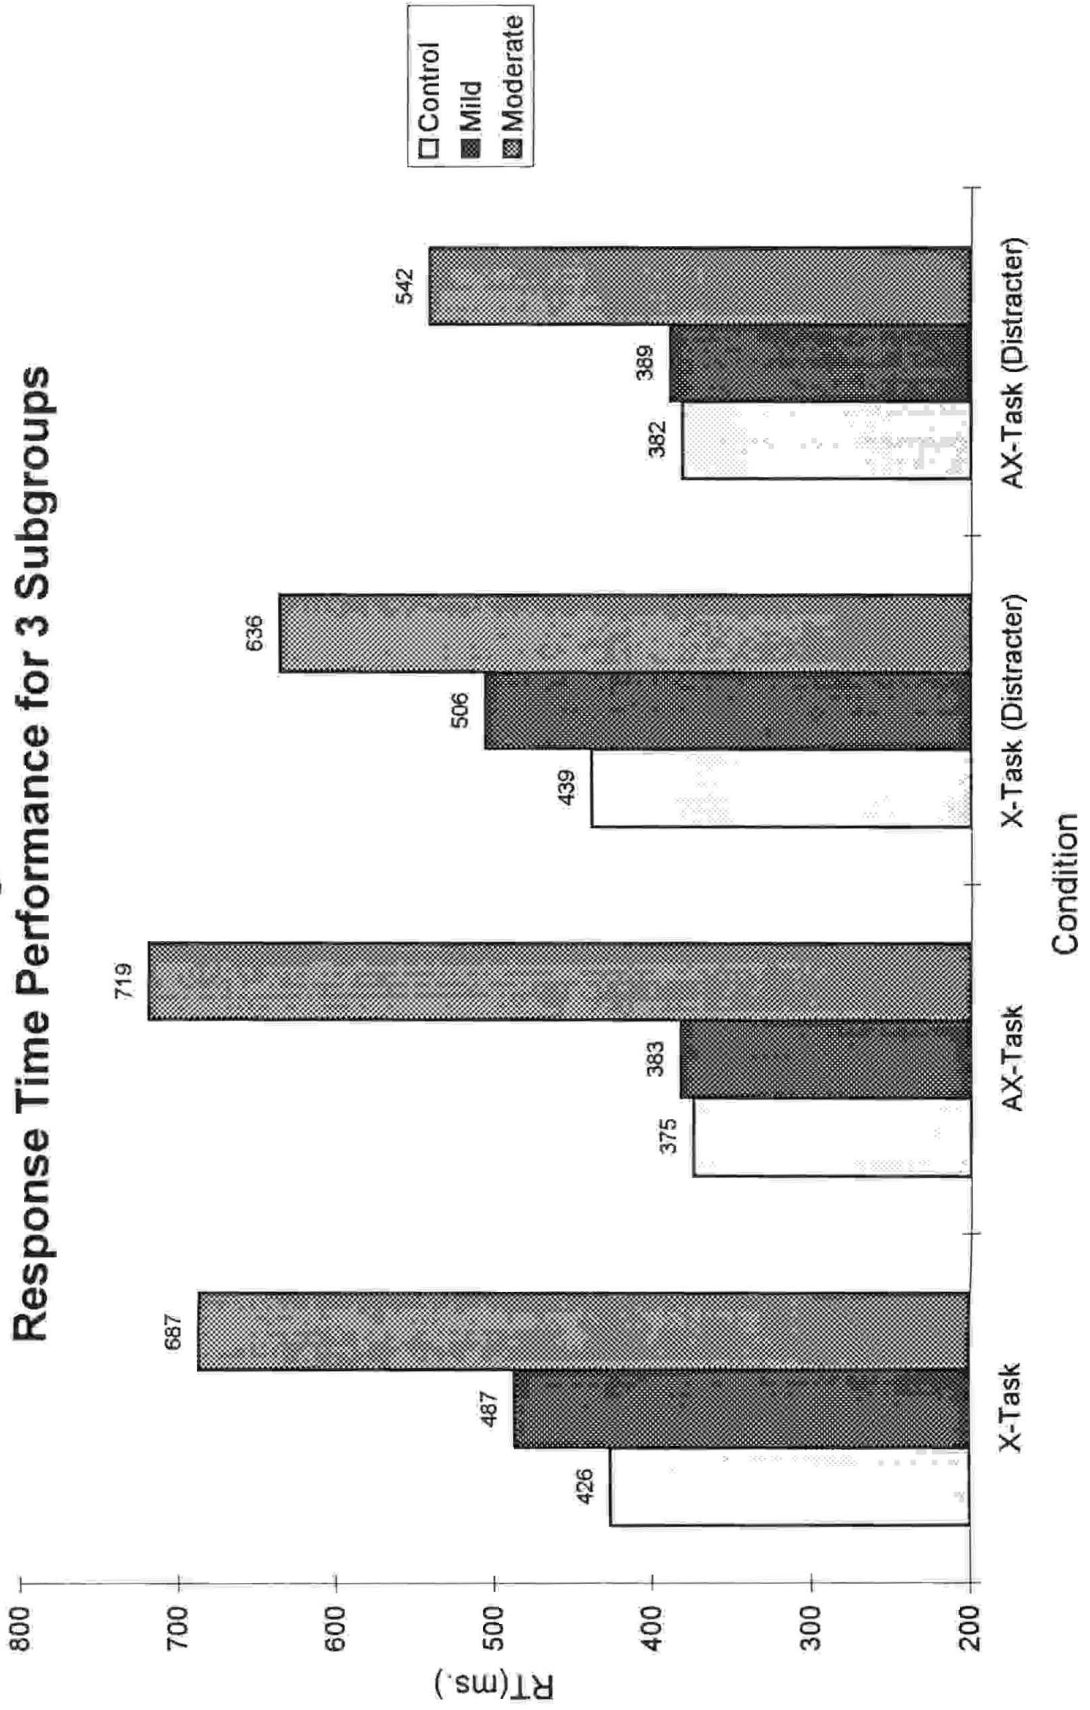 Response Time Performance for 3 Subgroups
800
700
600
500
400
300
200
RT(ms.)
426
487
687
375
383
719
439
506
636
382
389
542
X-Task
AX-Task
X-Task (Distracter)
AX-Task (Distracter)
Condition
Control
Mild
Moderate